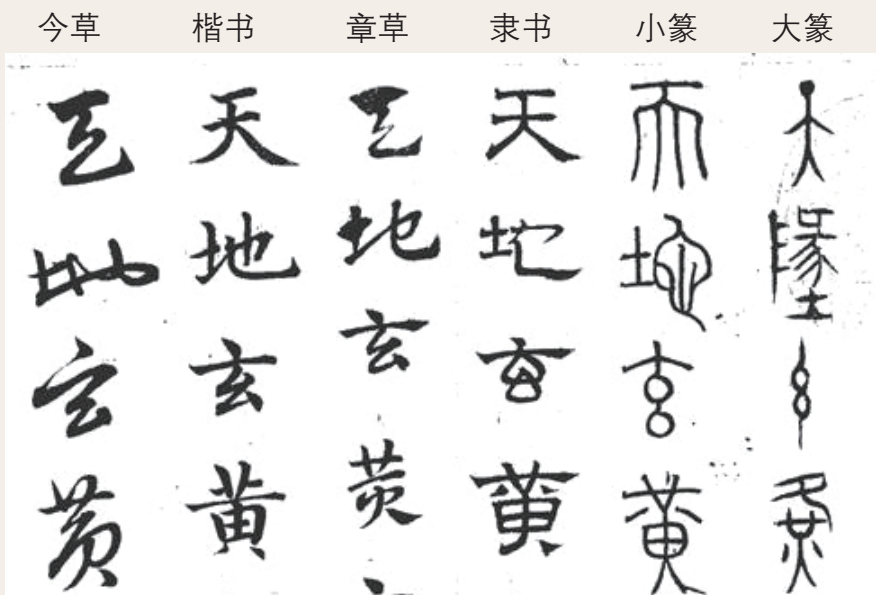 今草 楷书 章草 隶书 小篆 大篆
天 天 天 天 天 天
地 地 地 地 地 地
玄 玄 玄 玄 玄 玄
黄 黄 黄 黄 黄 黄